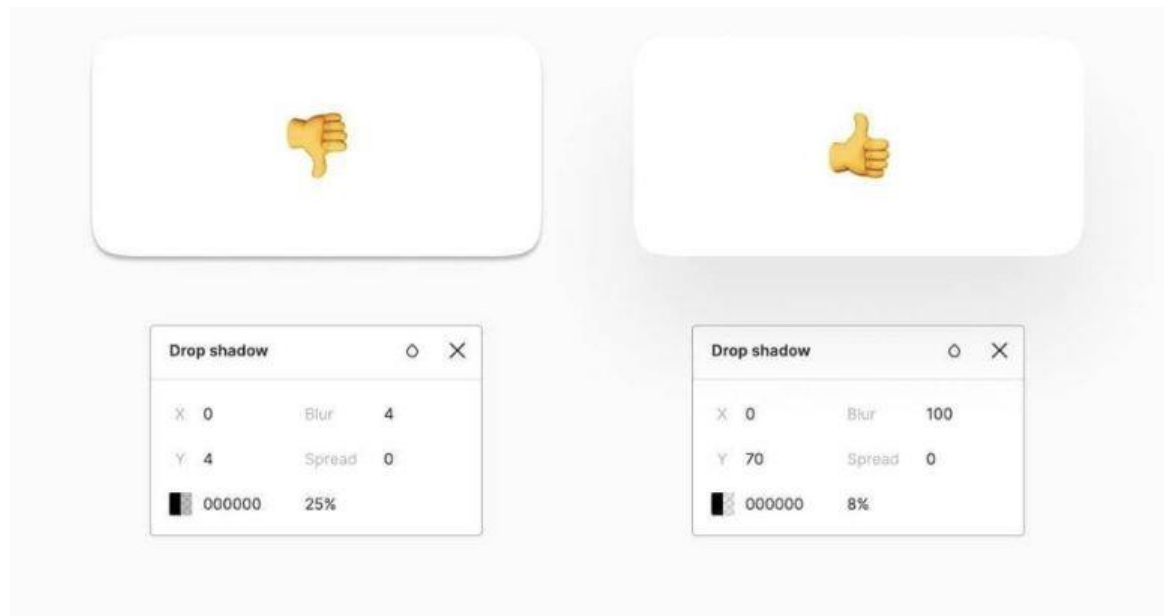 Drop shadow
X 0 Blur 4
Y 4 Spread 0
000000 25%
Drop shadow
X 0 Blur 100
Y 70 Spread 0
000000 8%